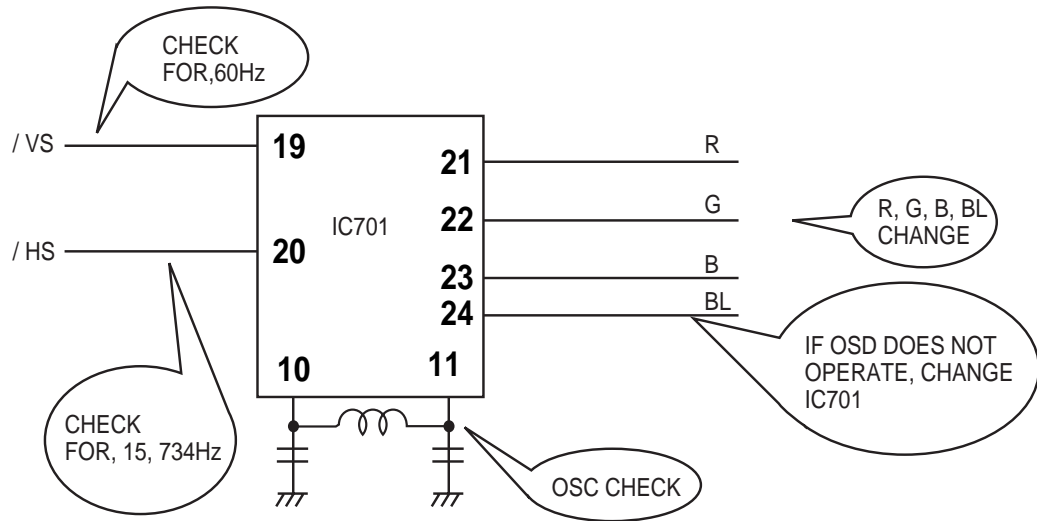 CHECK
FOR,60Hz
/ VS
19
21
R
IC701
22
G
R, G, B, BL
CHANGE
/ HS
20
23
B
24
BL
IF OSD DOES NOT
OPERATE, CHANGE
IC701
10
11
CHECK
FOR, 15, 734Hz
OSC CHECK